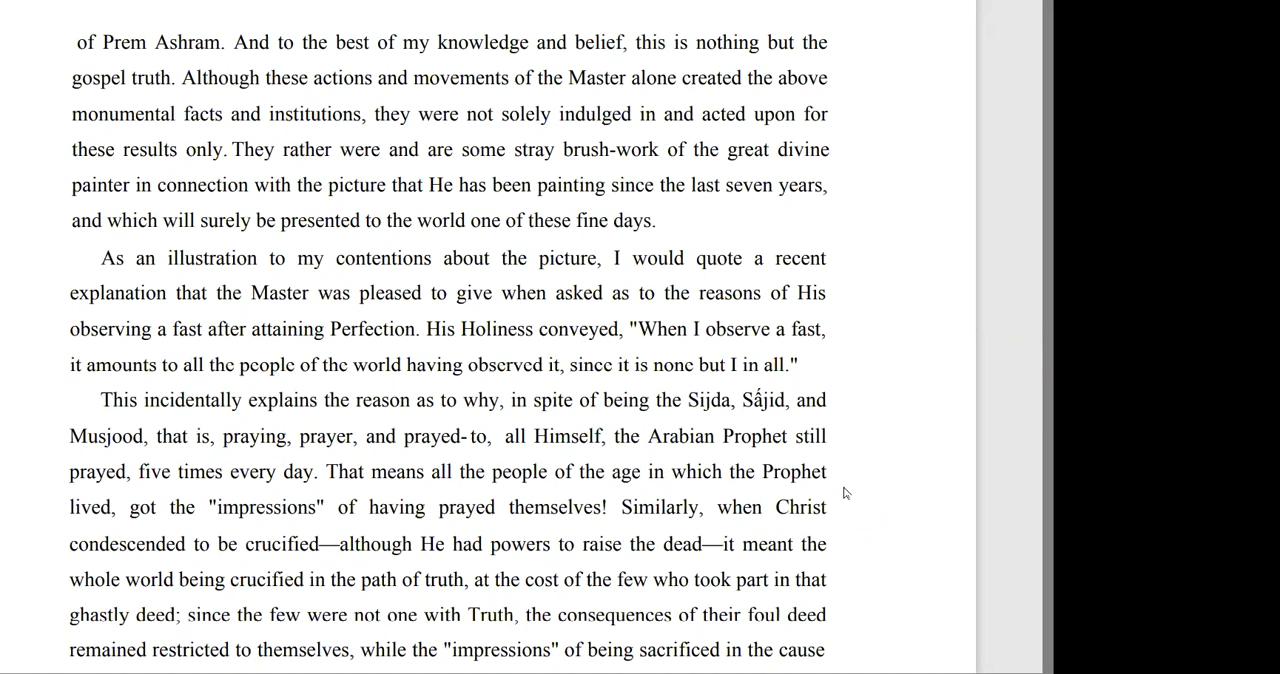 of Prem Ashram. And to the best of my knowledge and belief, this is nothing but the
gospel truth. Although these actions and movements of the Master alone created the above
monumental facts and institutions, they were not solely indulged in and acted upon for
these results only. They rather were and are some stray brush-work of the great divine
painter in connection with the picture that He has been painting since the last seven years,
and which will surely be presented to the world one of these fine days.
As an illustration to my contentions about the picture, I would quote a recent
explanation that the Master was pleased to give when asked as to the reasons of His
observing a fast after attaining Perfection. His Holiness conveyed, "When I observe a fast,
it amounts to all the people of the world having observed it, since it is none but I in all."
This incidentally explains the reason as to why, in spite of being the Sijda, Sắjid, and
Musjood, that is, praying, prayer, and prayed-to, all Himself, the Arabian Prophet still
prayed, five times every day. That means all the people of the age in which the Prophet
lived, got the "impressions" of having prayed themselves! Similarly, when Christ
condescended to be crucified—although He had powers to raise the dead—it meant the
whole world being crucified in the path of truth, at the cost of the few who took part in that
ghastly deed; since the few were not one with Truth, the consequences of their foul deed
remained restricted to themselves, while the "impressions" of being sacrificed in the cause